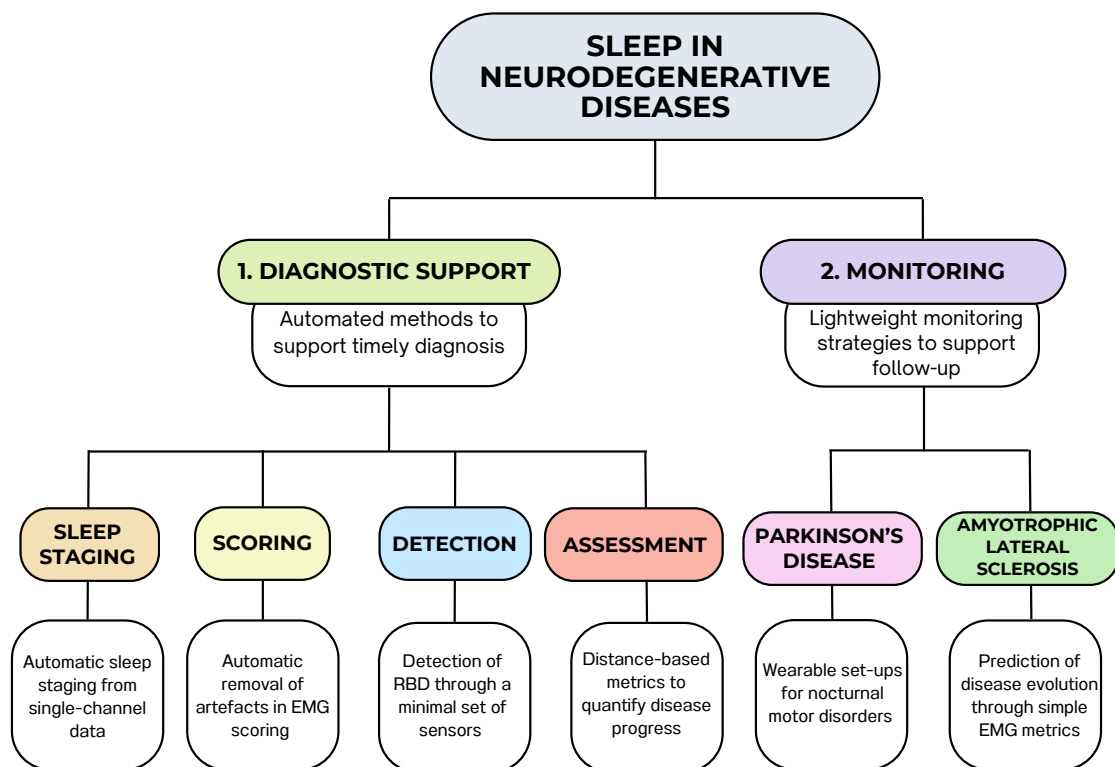 SLEEP IN
NEURODEGENERATIVE
DISEASES
1. DIAGNOSTIC SUPPORT
Automated methods to
support timely diagnosis
2. MONITORING
Lightweight monitoring
strategies to support
follow-up
SLEEP
STAGING
SCORING
DETECTION
ASSESSMENT
PARKINSON'S
DISEASE
AMYOTROPHIC
LATERAL
SCLEROSIS
Automatic sleep
staging from
single-channel
data
Automatic
removal of
artefacts in EMG
scoring
Detection of
RBD through a
minimal set of
sensors
Distance-based
metrics to
quantify disease
progress
Wearable set-ups
for nocturnal
motor disorders
Prediction of
disease evolution
through simple
EMG metrics